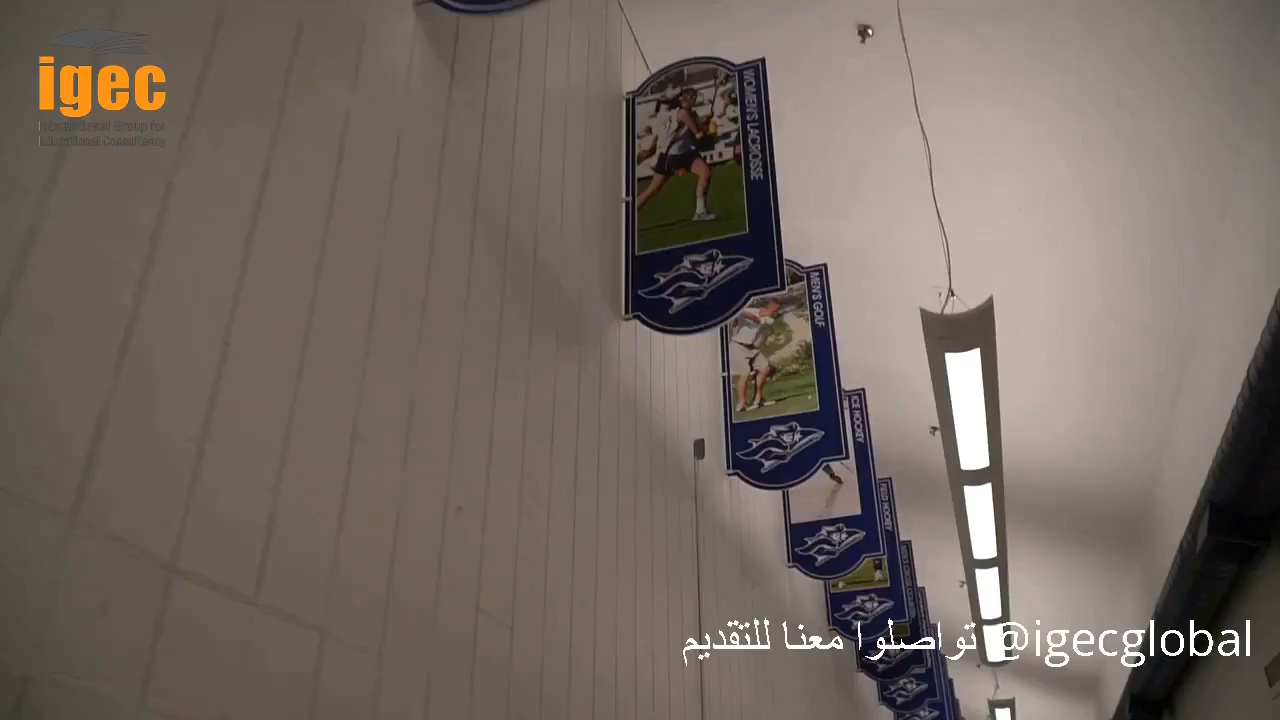 igec
International Group for
Educational Consultancy
WOMEN'S LACROSSE
MEN'S GOLF
ICE HOCKEY
FIELD HOCKEY
تواصلوا معنا للتقديم @igecglobal